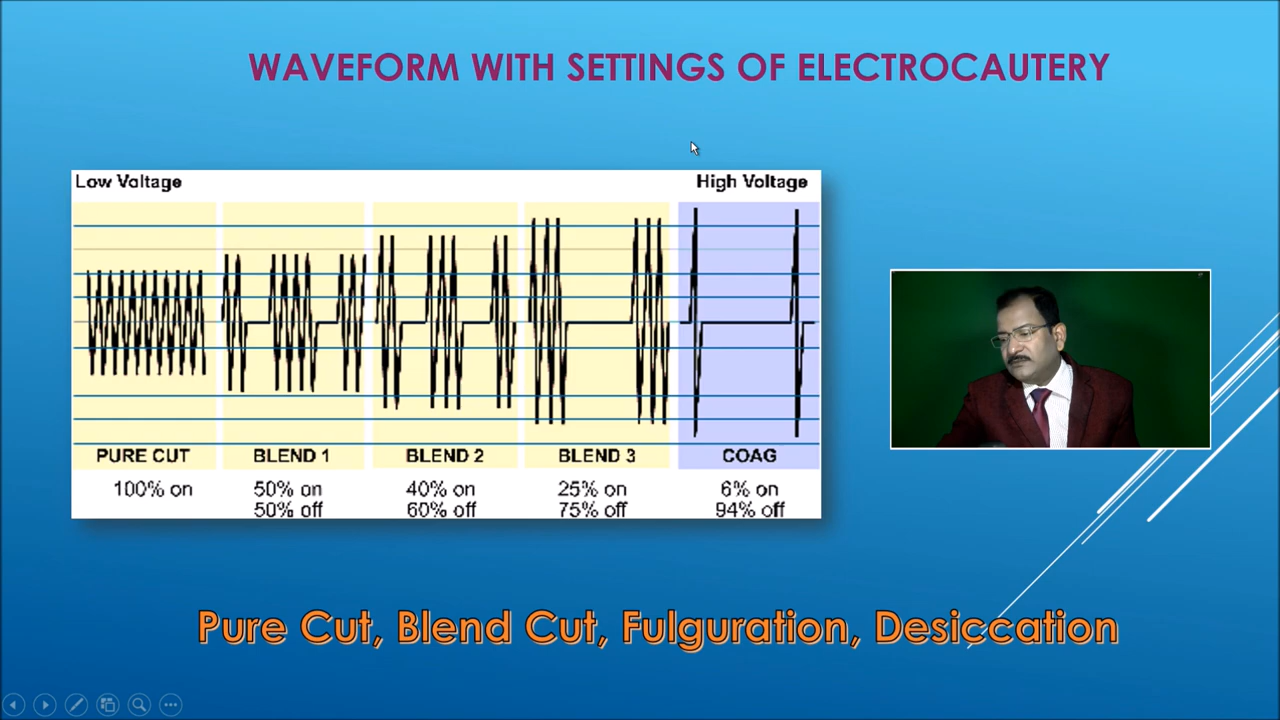 WAVEFORM WITH SETTINGS OF ELECTROCAUTERY
Low Voltage
High Voltage
PURE CUT
BLEND 1
BLEND 2
BLEND 3
COAG
100% on
50% on
50% off
40% on
60% off
25% on
75% off
6% on
94% off
Pure Cut, Blend Cut, Fulguration, Desiccation